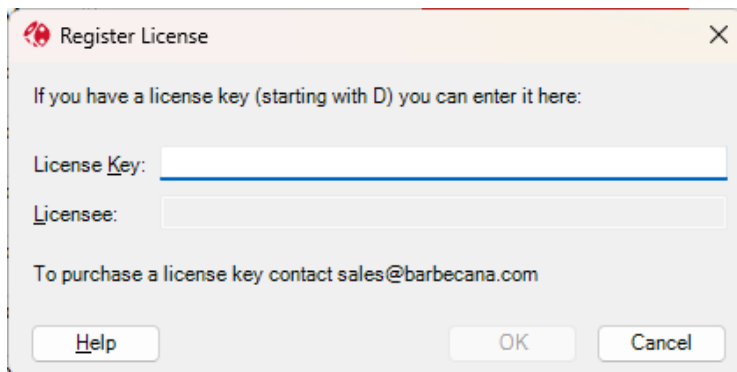 Register License
If you have a license key (starting with D) you can enter it here:
License Key:
Licensee:
To purchase a license key contact sales@barbecana.com
Help
OK
Cancel